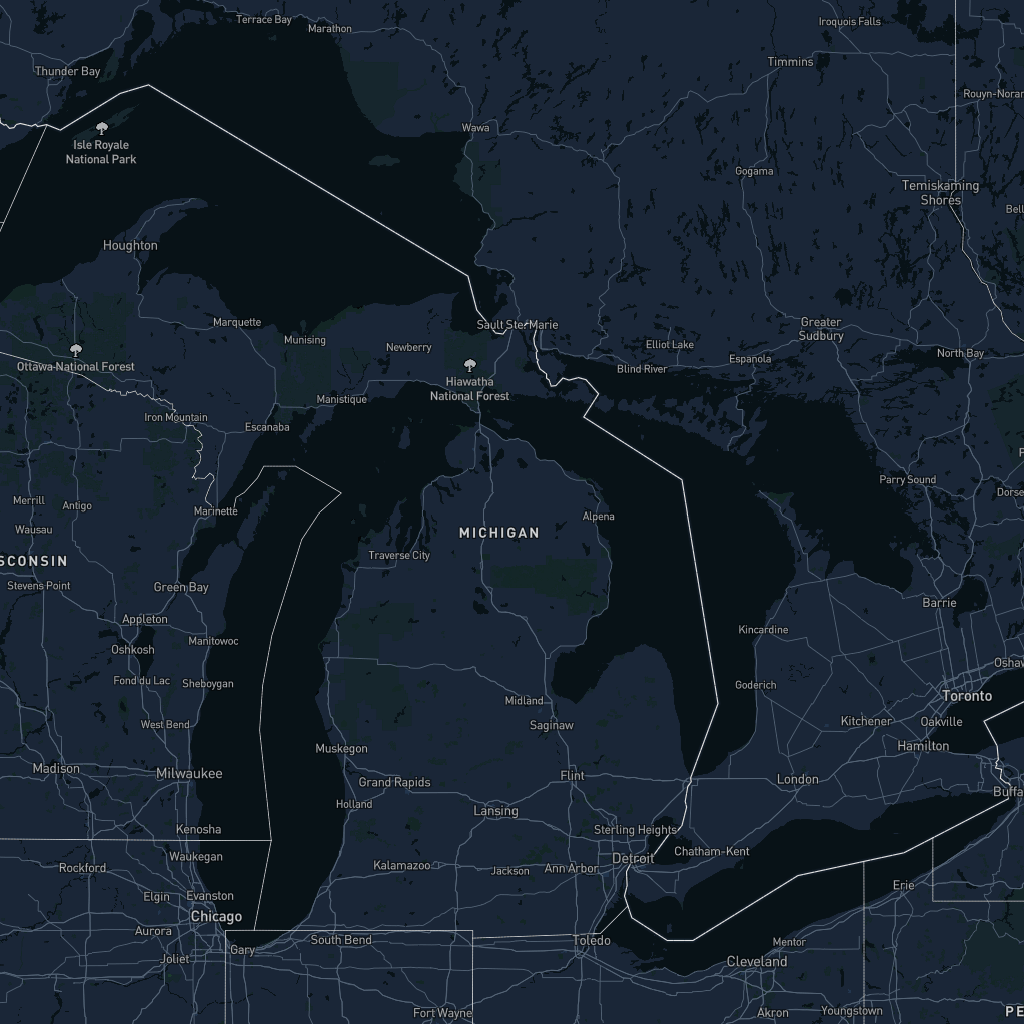 Terrace Bay
Marathon
Iroquois Falls
Timmins
Thunder Bay
Wawa
Isle Royale
National Park
Gogama
Temiskaming
Shores
Houghton
Marquette
Sault Ste. Marie
Greater
Sudbury
Munising
Newberry
Elliot Lake
Espanola
North Bay
Ottawa National Forest
Blind River
Hiawatha
National Forest
Manistique
Iron Mountain
Escanaba
Parry Sound
Merrill
Antigo
Marinette
Alpena
Wausau
MICHIGAN
SCONSIN
Traverse City
Stevens Point
Green Bay
Barrie
Appleton
Kincardine
Manitowoc
Oshkosh
Osha
Fond du Lac
Sheboygan
Goderich
Toronto
Midland
West Bend
Saginaw
Kitchener
Oakville
Hamilton
Muskegon
Madison
Milwaukee
Flint
London
Grand Rapids
Buffa
Holland
Lansing
Kenosha
Sterling Heights
Waukegan
Detroit
Chatham-Kent
Rockford
Kalamazoo
Jackson
Ann Arbor
Erie
Elgin
Evanston
Chicago
Aurora
South Bend
Toledo
Mentor
Gary
Joliet
Cleveland
Fort Wayne
Akron
Youngstown
PE
Rouyn-Noran
Bell
Dorse